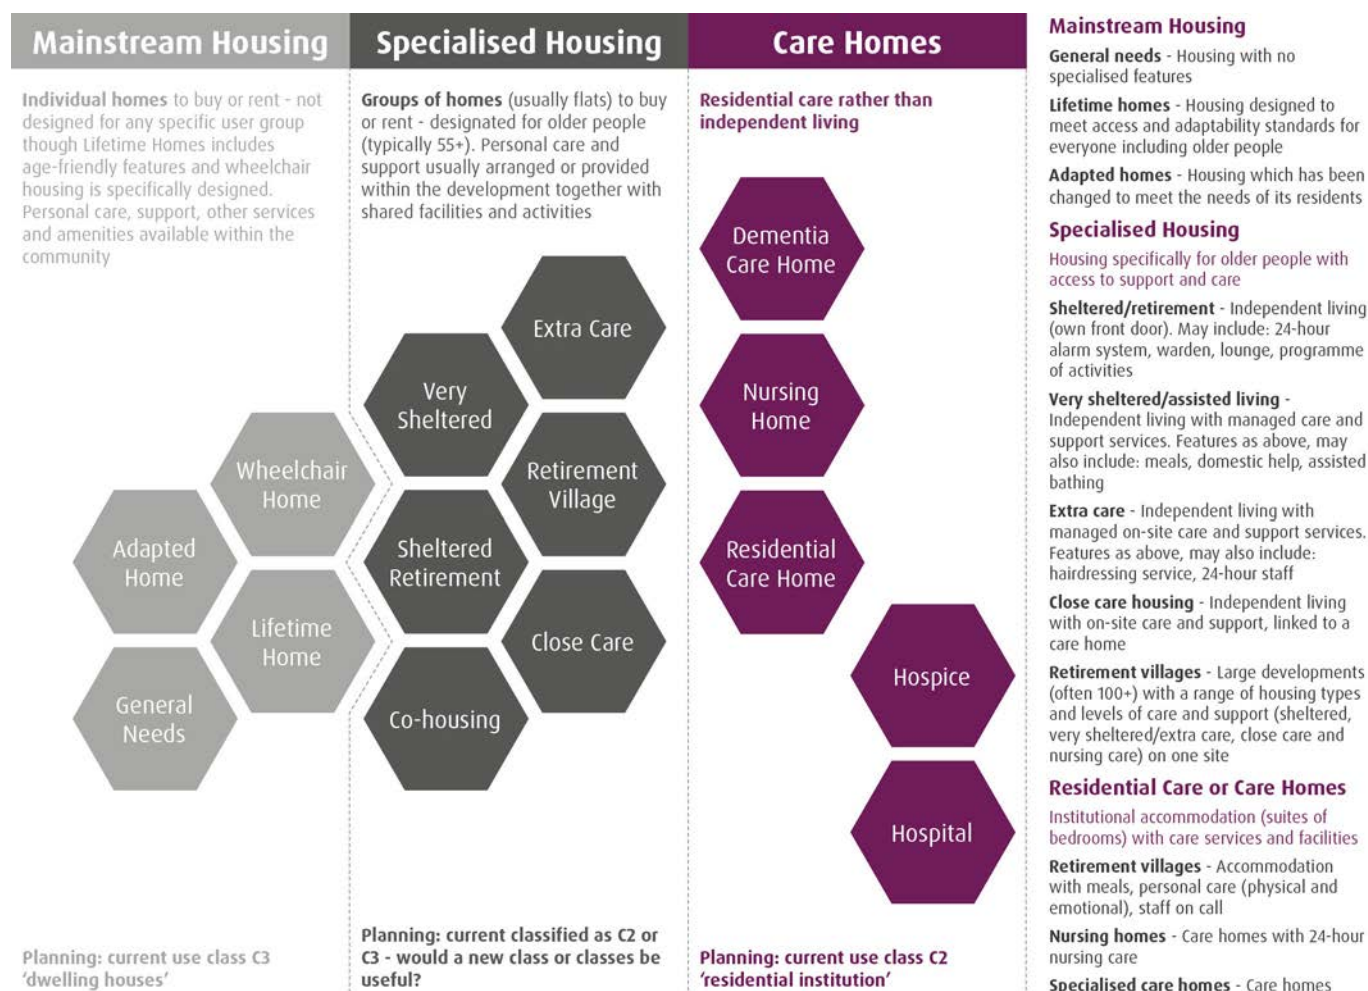 Mainstream Housing
Individual homes to buy or rent - not
designed for any specific user group
though Lifetime Homes includes
age-friendly features and wheelchair
housing is specifically designed.
Personal care, support, other services
and amenities available within the
community
Wheelchair
Home
Adapted
Home
Lifetime
Home
General
Needs
Planning: current use class C3
‘dwelling houses’
Specialised Housing
Groups of homes (usually flats) to buy
or rent - designated for older people
(typically 55+). Personal care and
support usually arranged or provided
within the development together with
shared facilities and activities
Extra Care
Very
Sheltered
Retirement
Village
Sheltered
Retirement
Close Care
Co-housing
Planning: current classified as C2 or
C3 - would a new class or classes be
useful?
Care Homes
Residential care rather than
independent living
Dementia
Care Home
Nursing
Home
Residential
Care Home
Hospice
Hospital
Planning: current use class C2
‘residential institution’
Mainstream Housing
General needs - Housing with no
specialised features
Lifetime homes - Housing designed to
meet access and adaptability standards for
everyone including older people
Adapted homes - Housing which has been
changed to meet the needs of its residents
Specialised Housing
Housing specifically for older people with
access to support and care
Sheltered/retirement - Independent living
(own front door). May include: 24-hour
alarm system, warden, lounge, programme
of activities
Very sheltered/assisted living -
Independent living with managed care and
support services. Features as above, may
also include: meals, domestic help, assisted
bathing
Extra care - Independent living with
managed on-site care and support services.
Features as above, may also include:
hairdressing service, 24-hour staff
Close care housing - Independent living
with on-site care and support, linked to a
care home
Retirement villages - Large developments
(often 100+) with a range of housing types
and levels of care and support (sheltered,
very sheltered/extra care, close care and
nursing care) on one site
Residential Care or Care Homes
Institutional accommodation (suites of
bedrooms) with care services and facilities
Retirement villages - Accommodation
with meals, personal care (physical and
emotional), staff on call
Nursing homes - Care homes with 24-hour
nursing care
Specialised care homes - Care homes